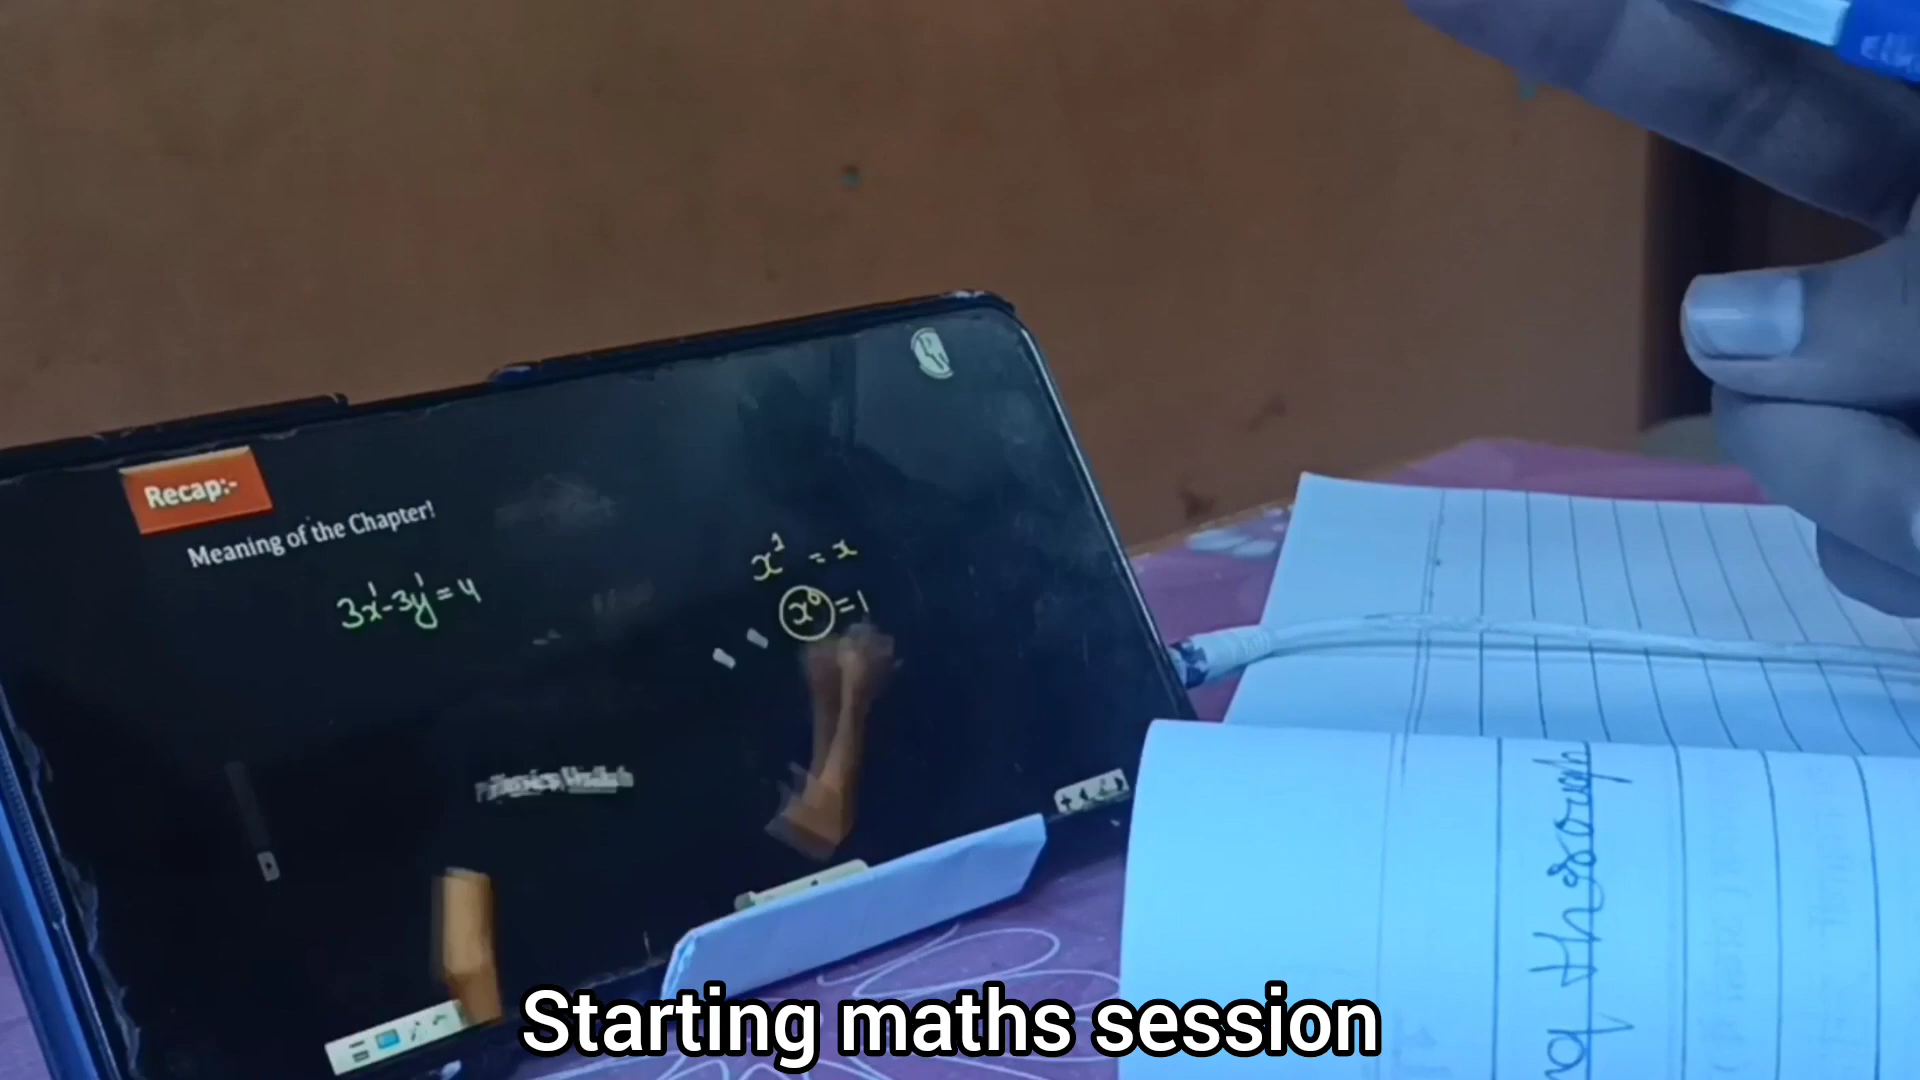 Recap:-
Meaning of the Chapter!
3x¹-3y¹=4
x¹ = x
x⁰=1
Starting maths session